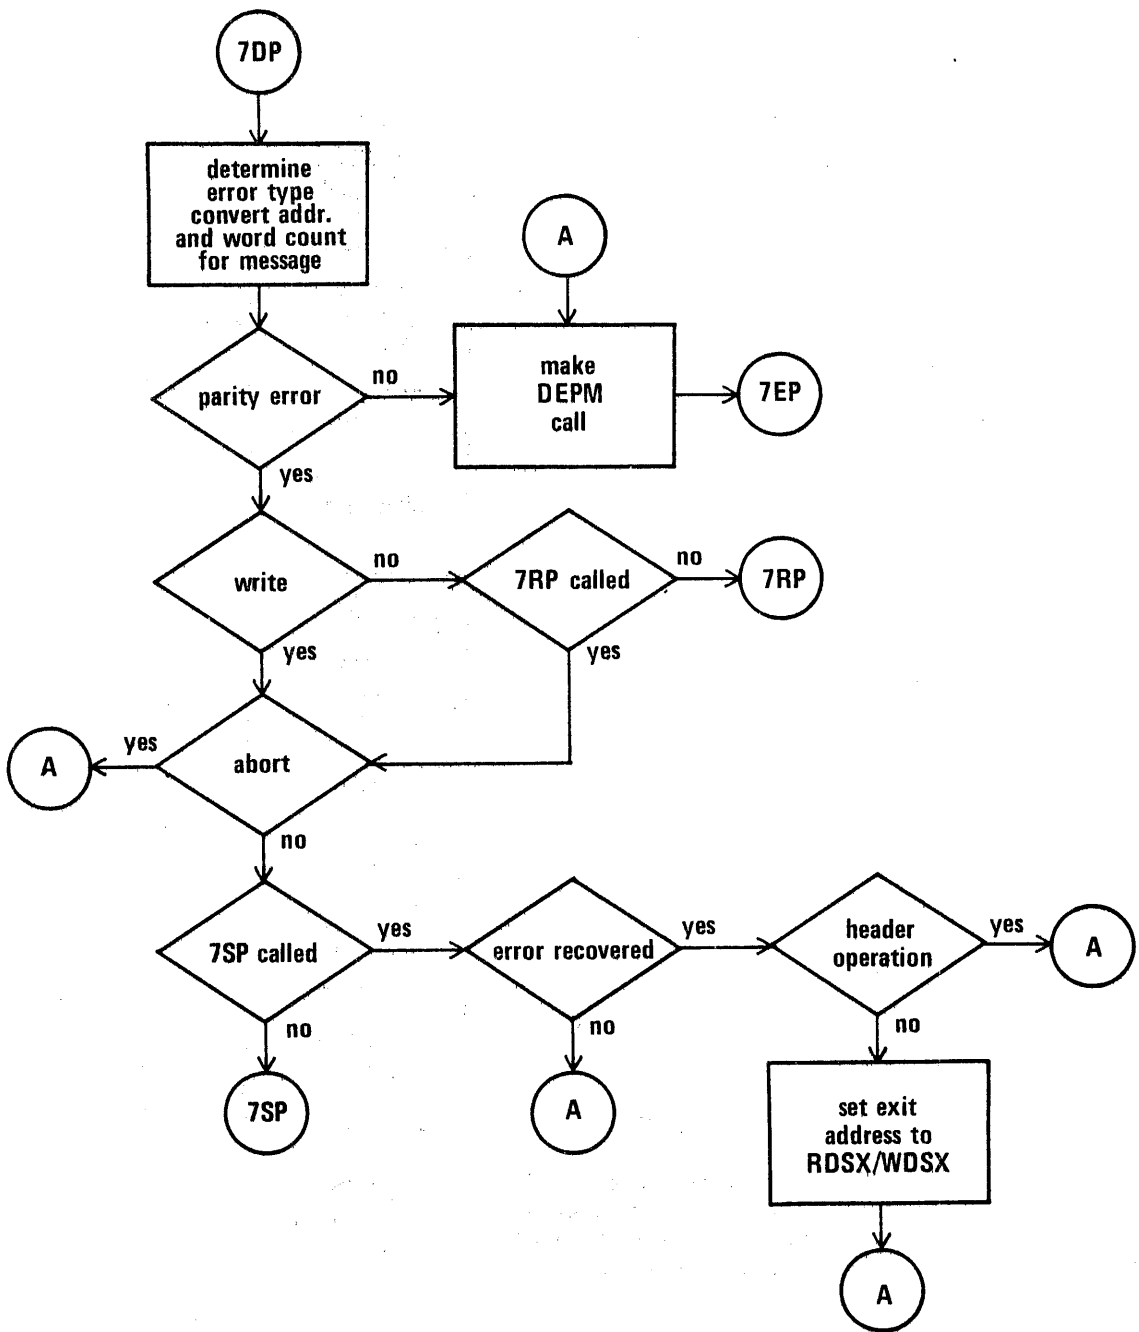 7DP
determine
error type
convert addr.
and word count
for message
A
parity error
no
make
DEPM
call
7EP
yes
write
no
7RP called
no
7RP
yes
yes
A
yes
abort
no
7SP called
yes
error recovered
yes
header
operation
yes
A
no
no
no
7SP
A
set exit
address to
RDSX/WDSX
A